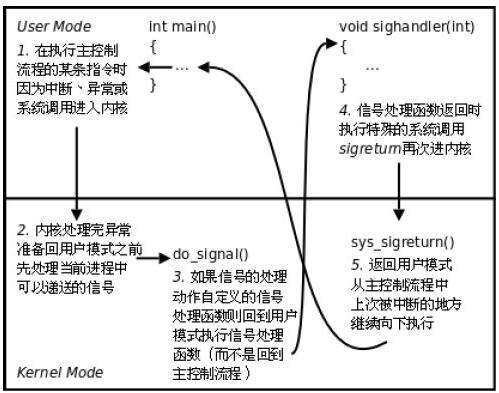 User Mode
int main()
{
...
}
void sighandler(int)
{
...
}
1. 在执行主控制
流程的某条指令时
因为中断、异常或
系统调用进入内核
4. 信号处理函数返回时
执行特殊的系统调用
sigreturn再次进内核
2. 内核处理完异常
准备回用户模式之前
先处理当前进程中
可以递送的信号
do_signal()
3. 如果信号的处理
动作自定义的信号
处理函数则回到用户
模式执行信号处理
函数（而不是回到
主控制流程）
sys_sigreturn()
5. 返回用户模式
从主控制流程中
上次被中断的地方
继续向下执行
Kernel Mode